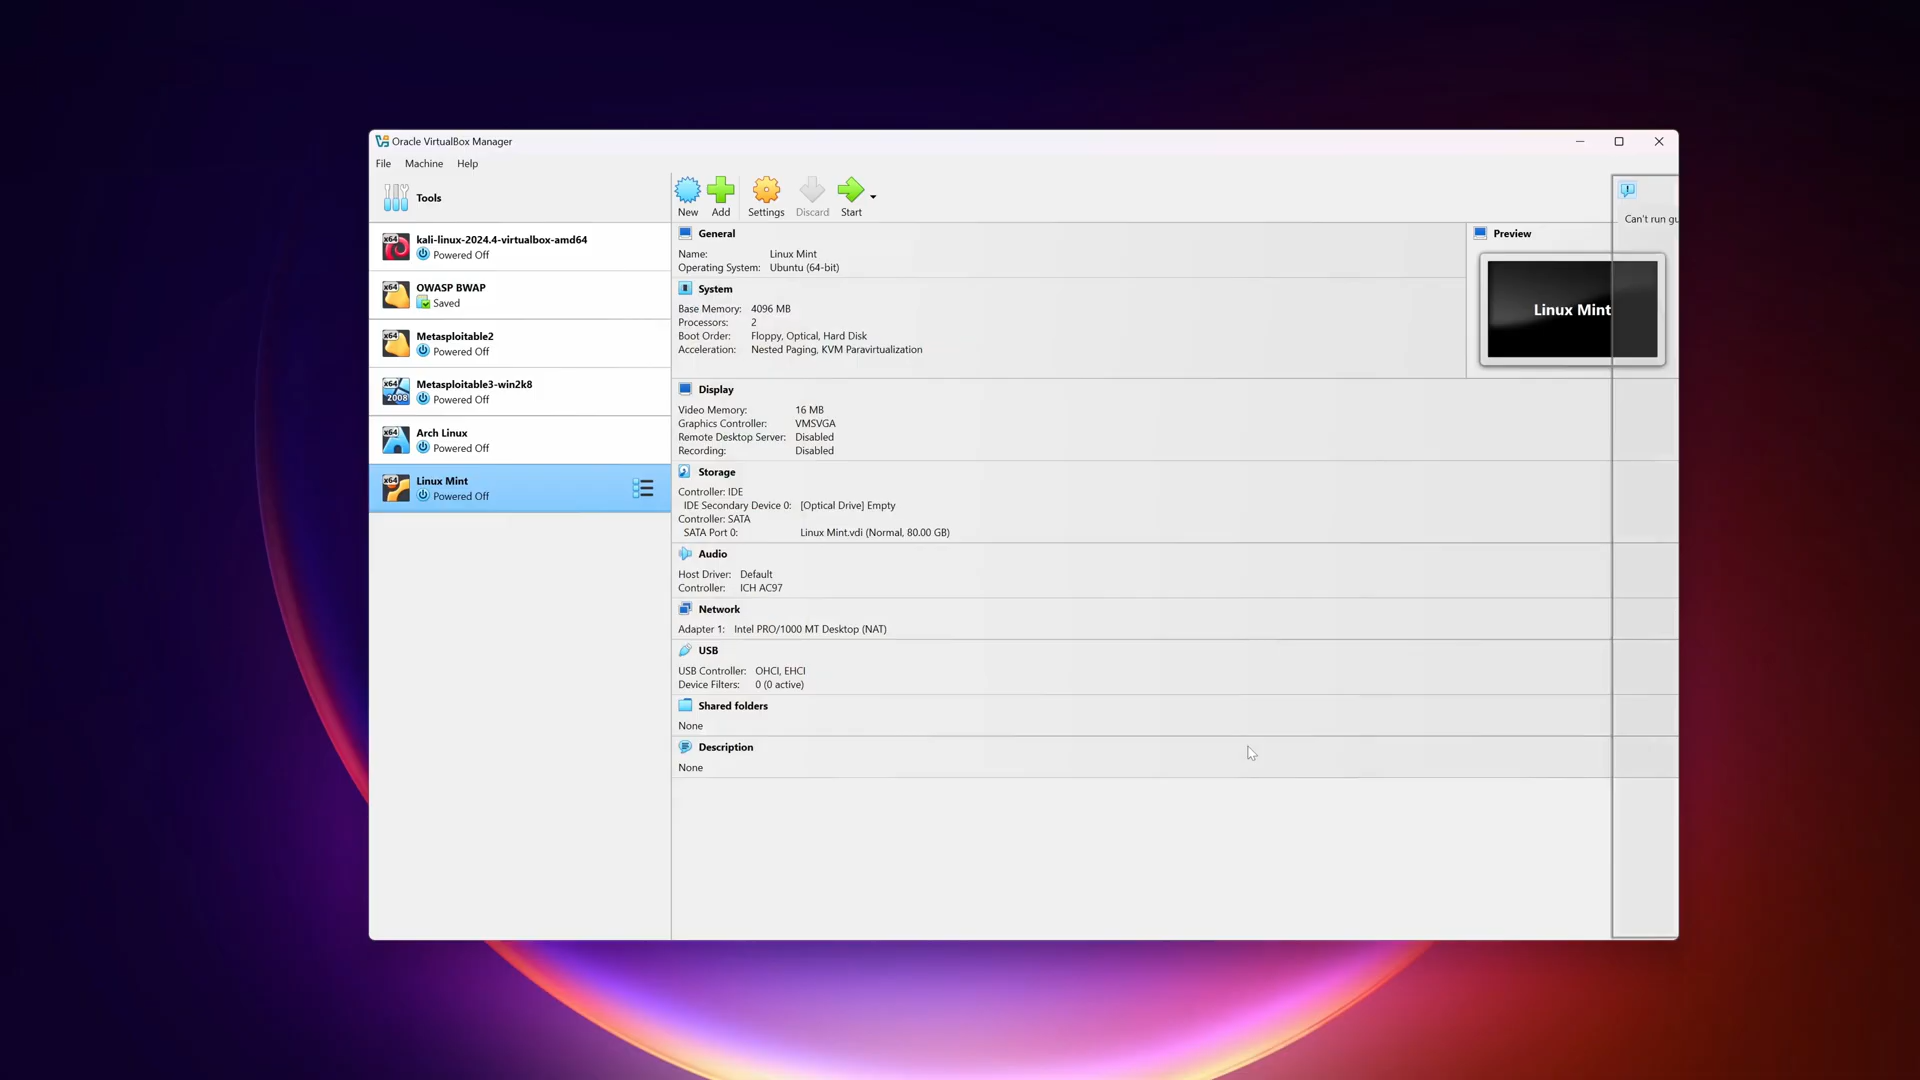 Oracle VirtualBox Manager
File Machine Help
Tools
New Add Settings Discard Start
x64 kali-linux-2024.4-virtualbox-amd64
Powered Off
x64 OWASP BWAP
Saved
x64 Metasploitable2
Powered Off
x64 2008 Metasploitable3-win2k8
Powered Off
x64 Arch Linux
Powered Off
x64 Linux Mint
Powered Off
General
Name: Linux Mint
Operating System: Ubuntu (64-bit)
System
Base Memory: 4096 MB
Processors: 2
Boot Order: Floppy, Optical, Hard Disk
Acceleration: Nested Paging, KVM Paravirtualization
Display
Video Memory: 16 MB
Graphics Controller: VMSVGA
Remote Desktop Server: Disabled
Recording: Disabled
Storage
Controller: IDE
IDE Secondary Device 0: [Optical Drive] Empty
Controller: SATA
SATA Port 0: Linux Mint.vdi (Normal, 80.00 GB)
Audio
Host Driver: Default
Controller: ICH AC97
Network
Adapter 1: Intel PRO/1000 MT Desktop (NAT)
USB
USB Controller: OHCI, EHCI
Device Filters: 0 (0 active)
Shared folders
None
Description
None
Preview
Linux Mint
Can't run gu